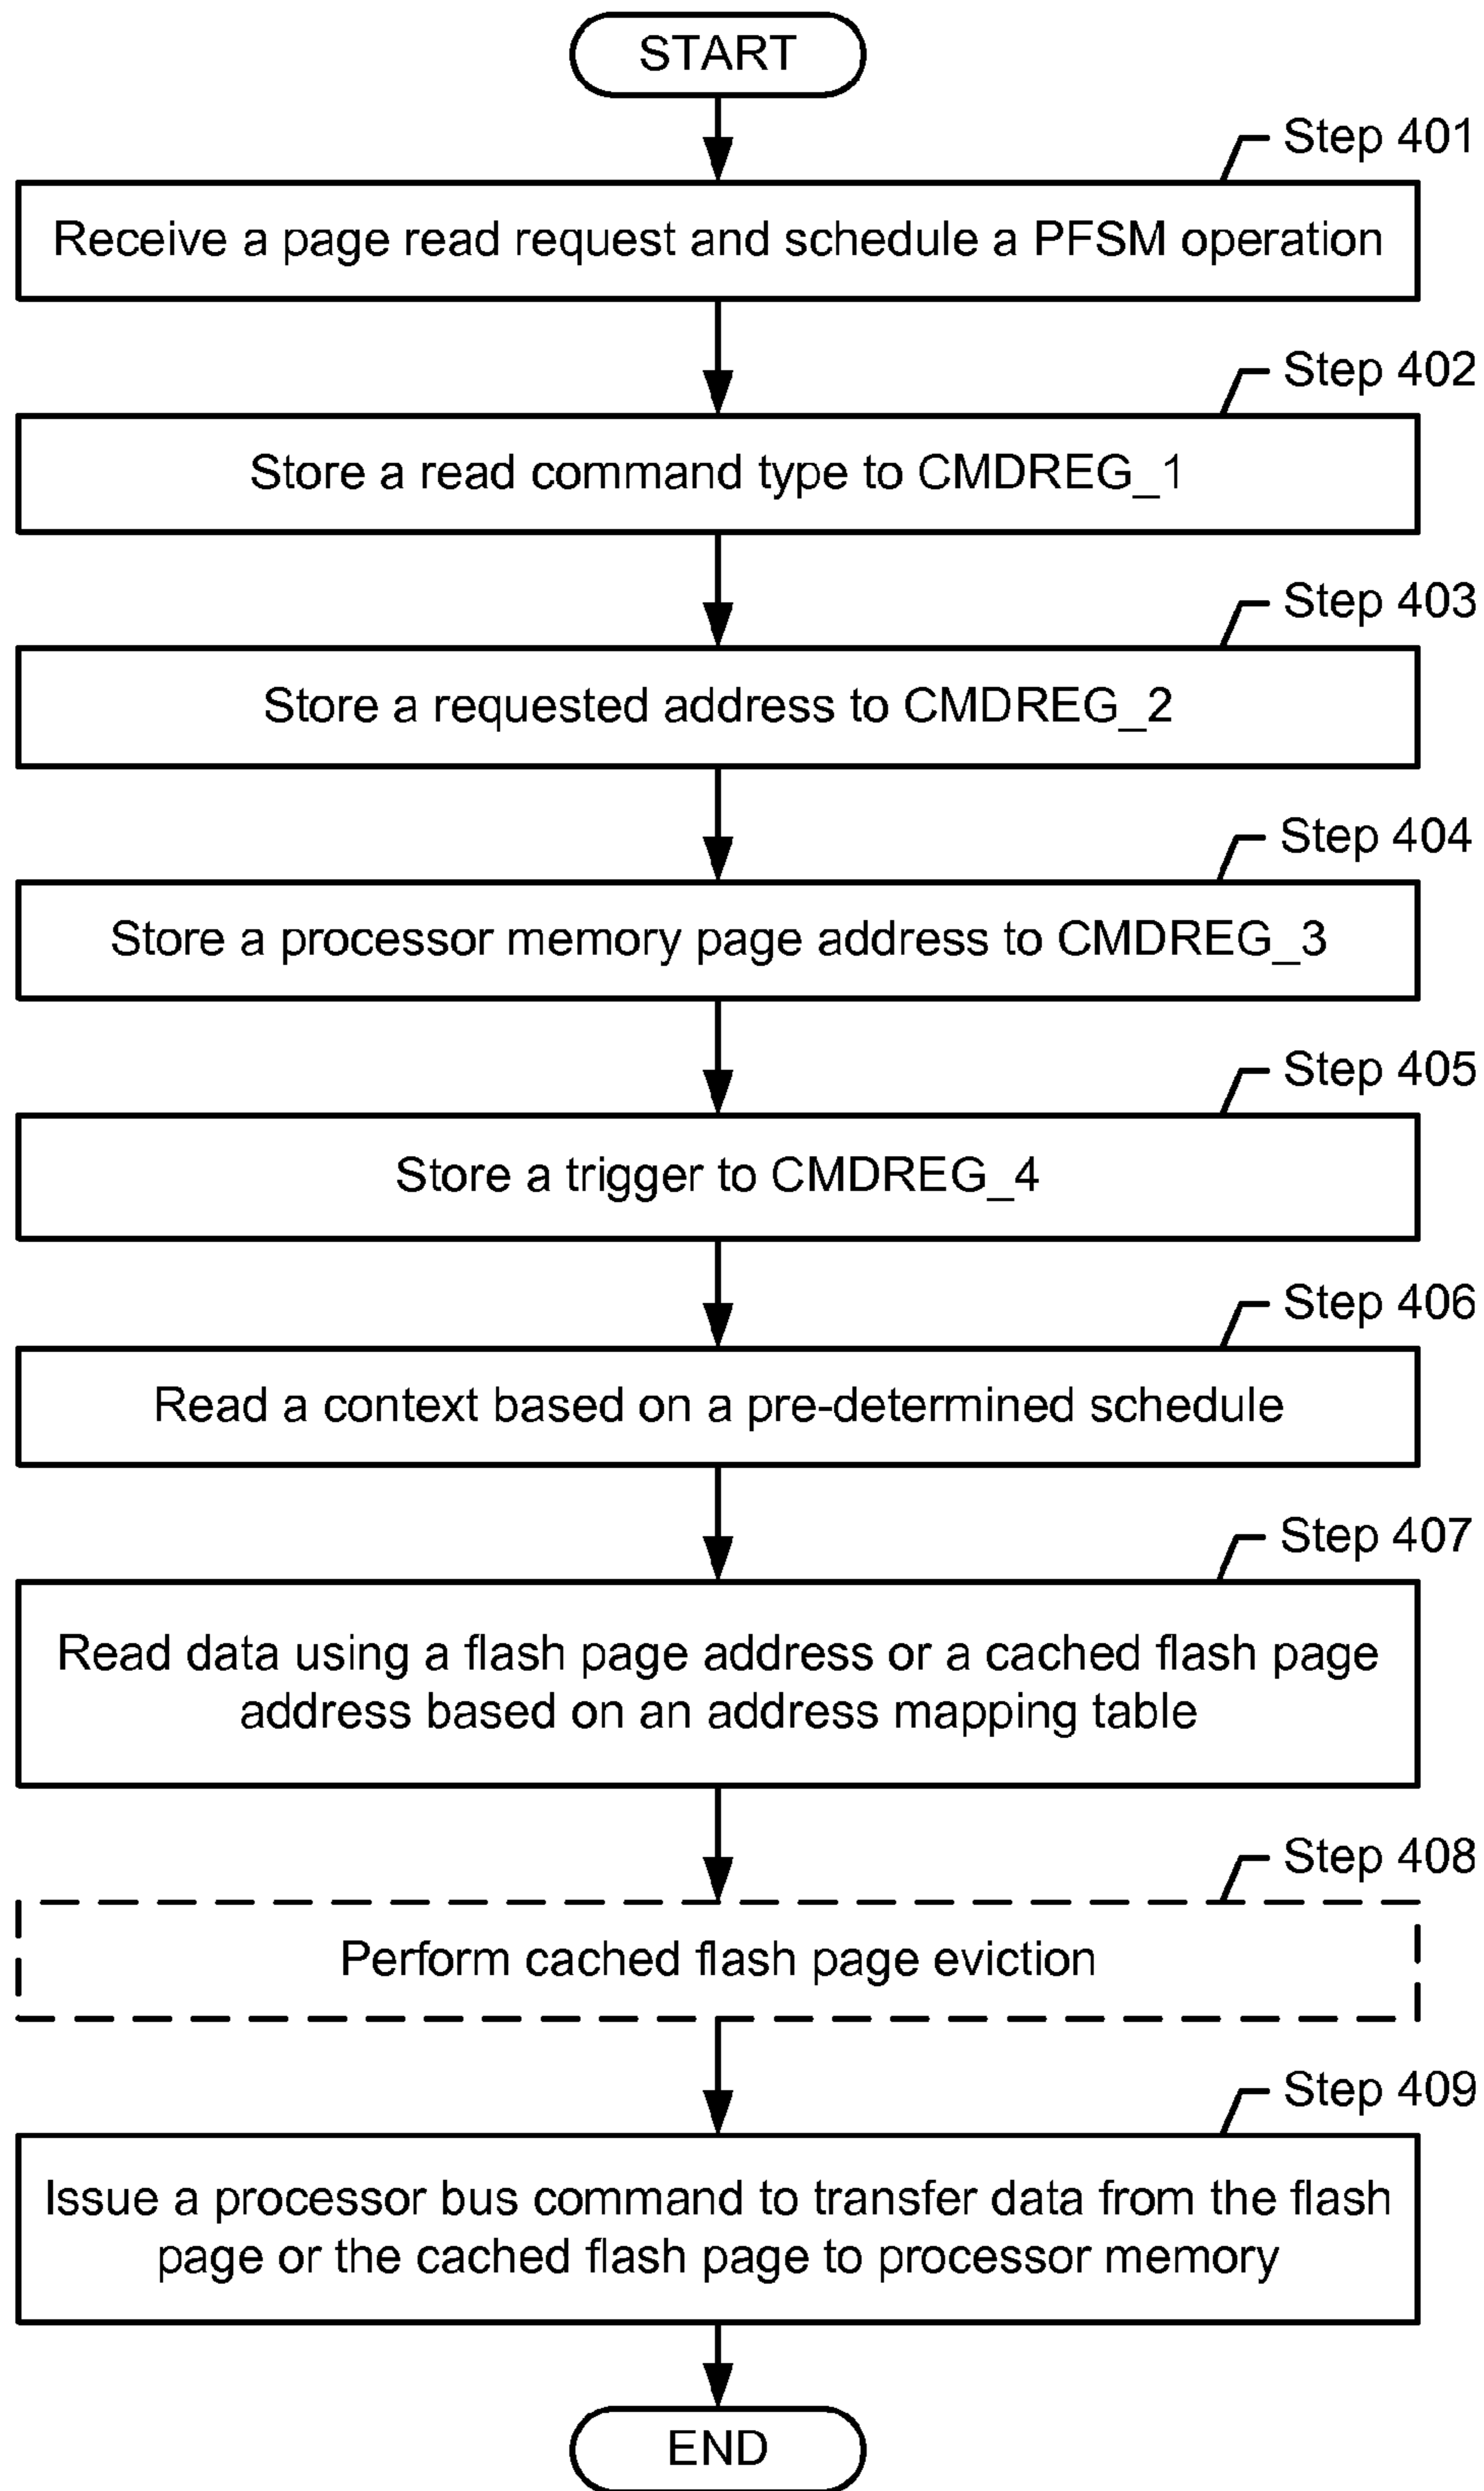 START
Step 401
Receive a page read request and schedule a PFSM operation
Step 402
Store a read command type to CMDREG_1
Step 403
Store a requested address to CMDREG_2
Step 404
Store a processor memory page address to CMDREG_3
Step 405
Store a trigger to CMDREG_4
Step 406
Read a context based on a pre-determined schedule
Step 407
Read data using a flash page address or a cached flash page
address based on an address mapping table
Step 408
Perform cached flash page eviction
Step 409
Issue a processor bus command to transfer data from the flash
page or the cached flash page to processor memory
END